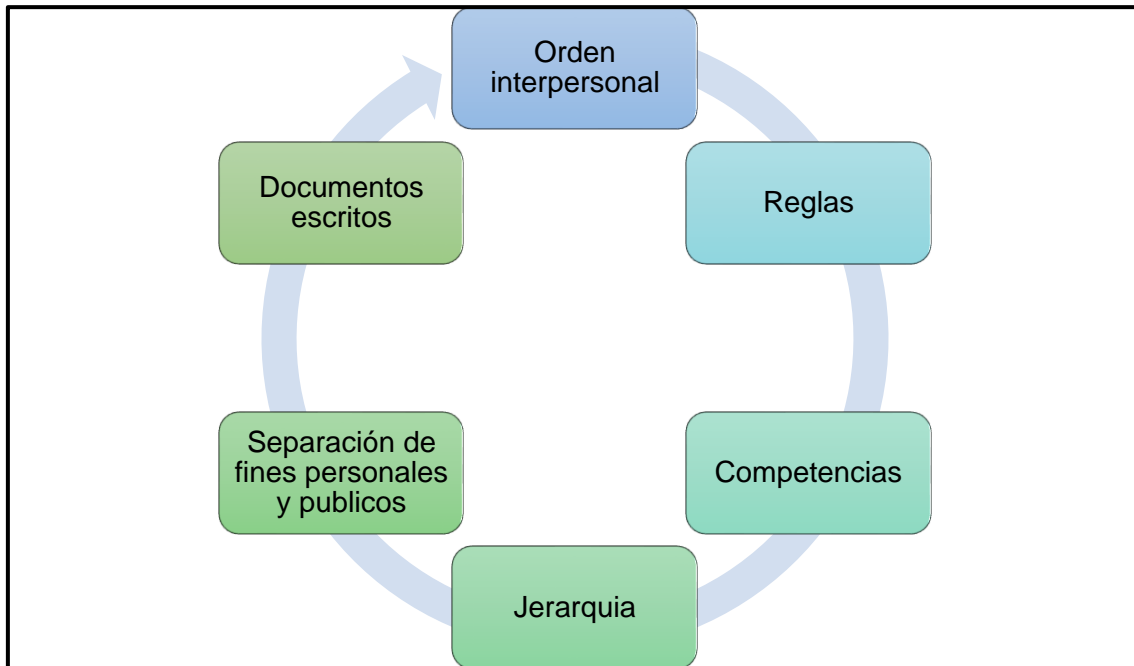 Orden
interpersonal
Reglas
Competencias
Jerarquia
Separación de
fines personales
y publicos
Documentos
escritos